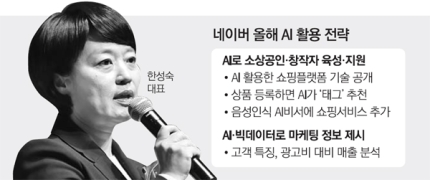 네이버 올해 AI 활용 전략
한성숙
대표
AI로 소상공인·창작자 육성·지원
• AI 활용한 쇼핑플랫폼 기술 공개
• 상품 등록하면 AI가 '태그' 추천
• 음성인식 AI비서에 쇼핑서비스 추가
AI·빅데이터로 마케팅 정보 제시
• 고객 특징, 광고비 대비 매출 분석